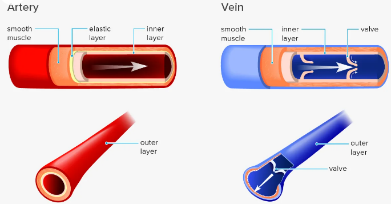 Artery
smooth
muscle
elastic
layer
inner
layer
outer
layer
Vein
smooth
muscle
inner
layer
valve
outer
layer
valve